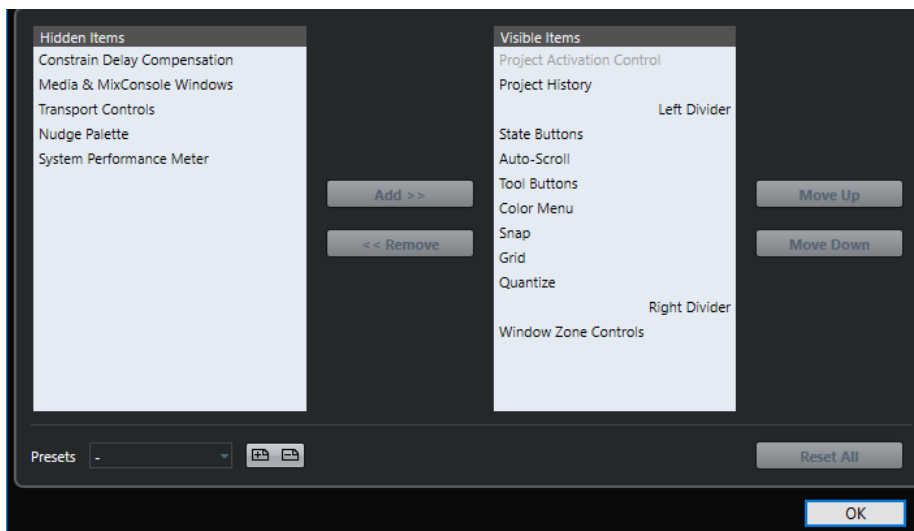 Hidden Items
Constrain Delay Compensation
Media & MixConsole Windows
Transport Controls
Nudge Palette
System Performance Meter
Add >>
<< Remove
Visible Items
Project Activation Control
Project History
Left Divider
State Buttons
Auto-Scroll
Tool Buttons
Color Menu
Snap
Grid
Quantize
Right Divider
Window Zone Controls
Move Up
Move Down
Presets -
Reset All
OK